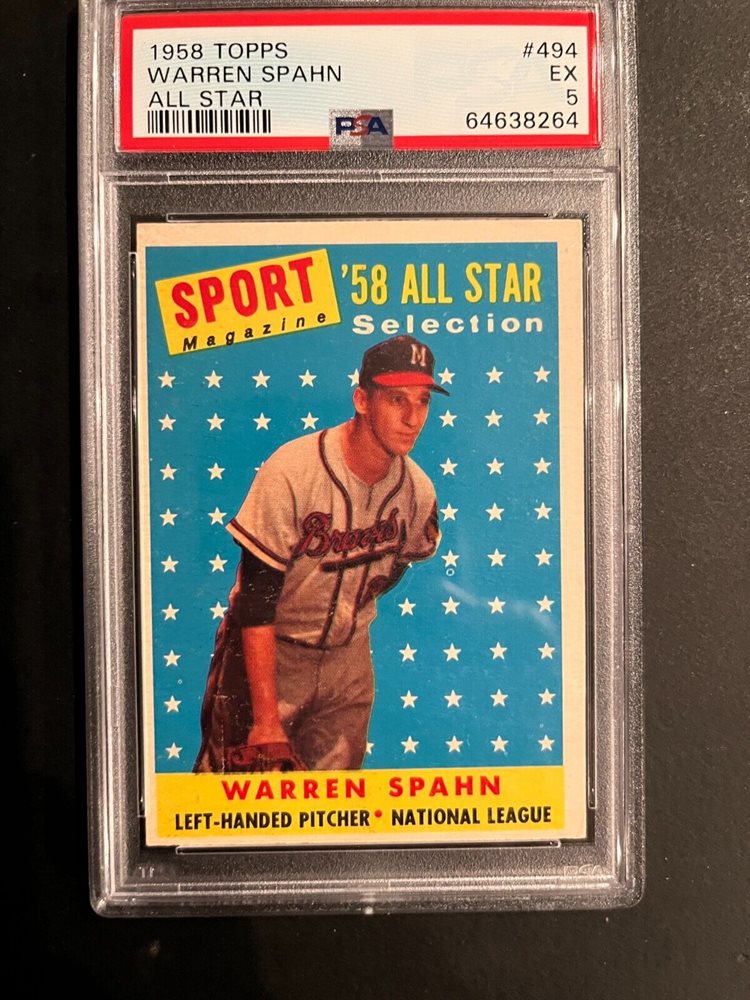 1958 TOPPS #494
WARREN SPAHN EX
ALL STAR 5
PSA 64638264
SPORT
Magazine
'58 ALL STAR
Selection
M
Braves
WARREN SPAHN
LEFT-HANDED PITCHER • NATIONAL LEAGUE
PSA